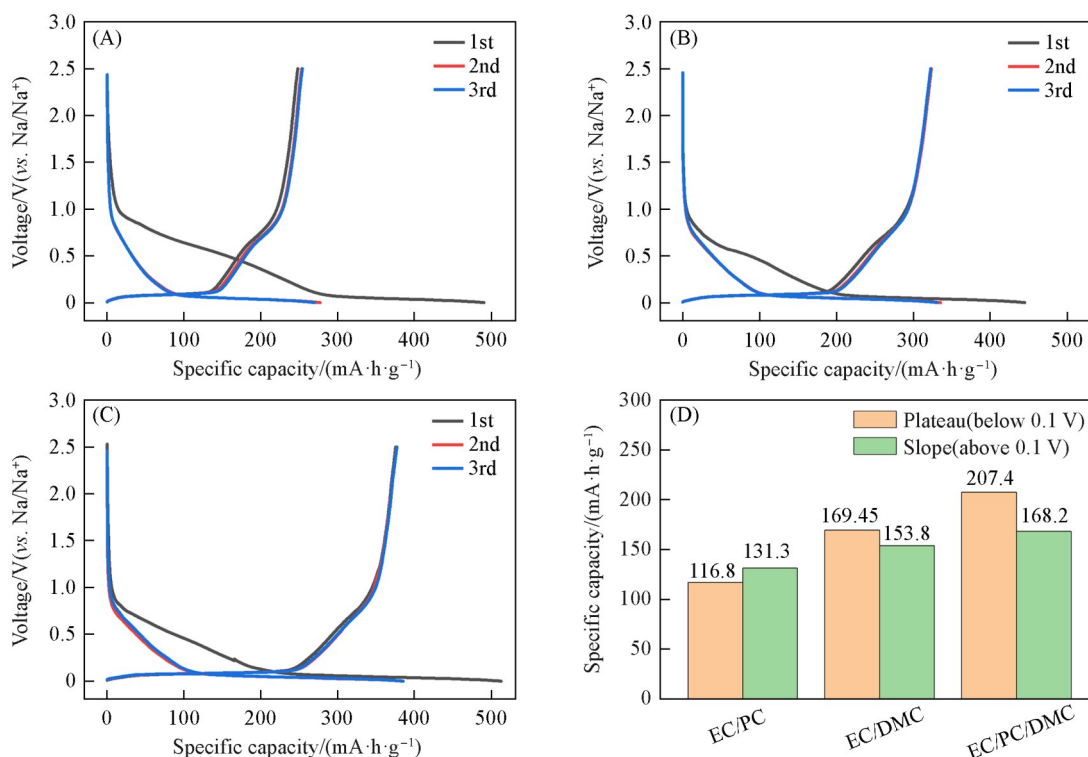 (A)
1st
2nd
3rd
3.0
2.5
2.0
1.5
1.0
0.5
0
Voltage/V(vs. Na/Na⁺)
0 100 200 300 400 500
Specific capacity/(mA·h·g⁻¹)
(B)
1st
2nd
3rd
3.0
2.5
2.0
1.5
1.0
0.5
0
Voltage/V(vs. Na/Na⁺)
0 100 200 300 400 500
Specific capacity/(mA·h·g⁻¹)
(C)
1st
2nd
3rd
3.0
2.5
2.0
1.5
1.0
0.5
0
Voltage/V(vs. Na/Na⁺)
0 100 200 300 400 500
Specific capacity/(mA·h·g⁻¹)
(D)
Plateau(below 0.1 V)
Slope(above 0.1 V)
300
250
200
150
100
50
0
Specific capacity/(mA·h·g⁻¹)
116.8 131.3
169.45 153.8
207.4 168.2
EC/PC
EC/DMC
EC/PC/DMC